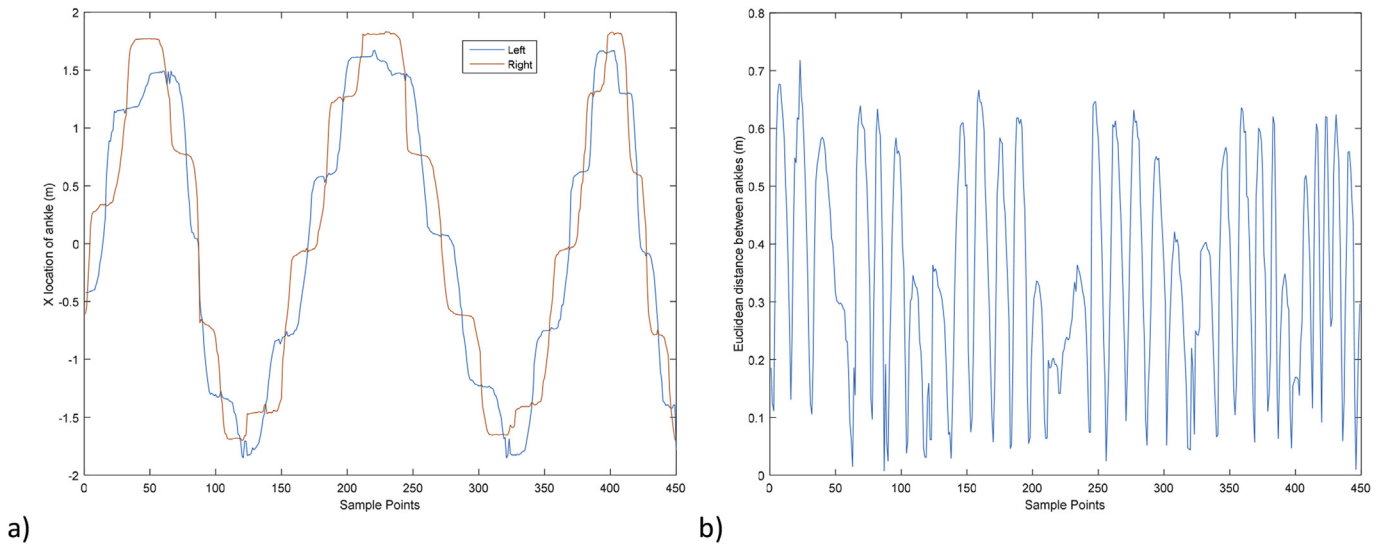 2
1.5
1
0.5
0
-0.5
-1
-1.5
-2
X location of ankle (m)
Left
Right
0 50 100 150 200 250 300 350 400 450
Sample Points
a)
0.8
0.7
0.6
0.5
0.4
0.3
0.2
0.1
0
Euclidean distance between ankles (m)
0 50 100 150 200 250 300 350 400 450
Sample Points
b)